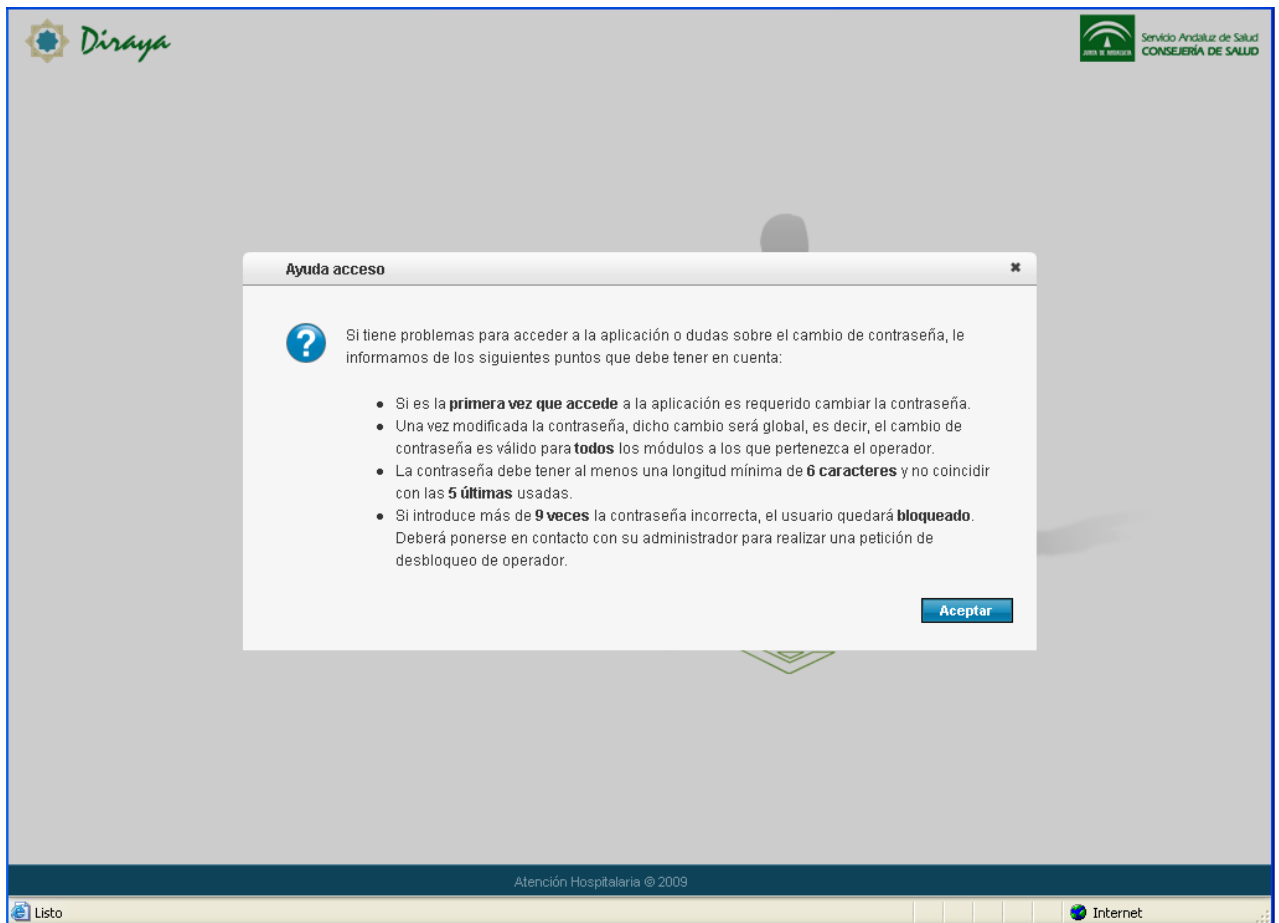 Diraya
JUNTA DE ANDALUCIA
Servicio Andaluz de Salud
CONSEJERÍA DE SALUD
Ayuda acceso
Si tiene problemas para acceder a la aplicación o dudas sobre el cambio de contraseña, le
informamos de los siguientes puntos que debe tener en cuenta:
● Si es la primera vez que accede a la aplicación es requerido cambiar la contraseña.
● Una vez modificada la contraseña, dicho cambio será global, es decir, el cambio de
contraseña es válido para todos los módulos a los que pertenezca el operador.
● La contraseña debe tener al menos una longitud mínima de 6 caracteres y no coincidir
con las 5 últimas usadas.
● Si introduce más de 9 veces la contraseña incorrecta, el usuario quedará bloqueado.
Deberá ponerse en contacto con su administrador para realizar una petición de
desbloqueo de operador.
Aceptar
Atención Hospitalaria © 2009
Listo
Internet